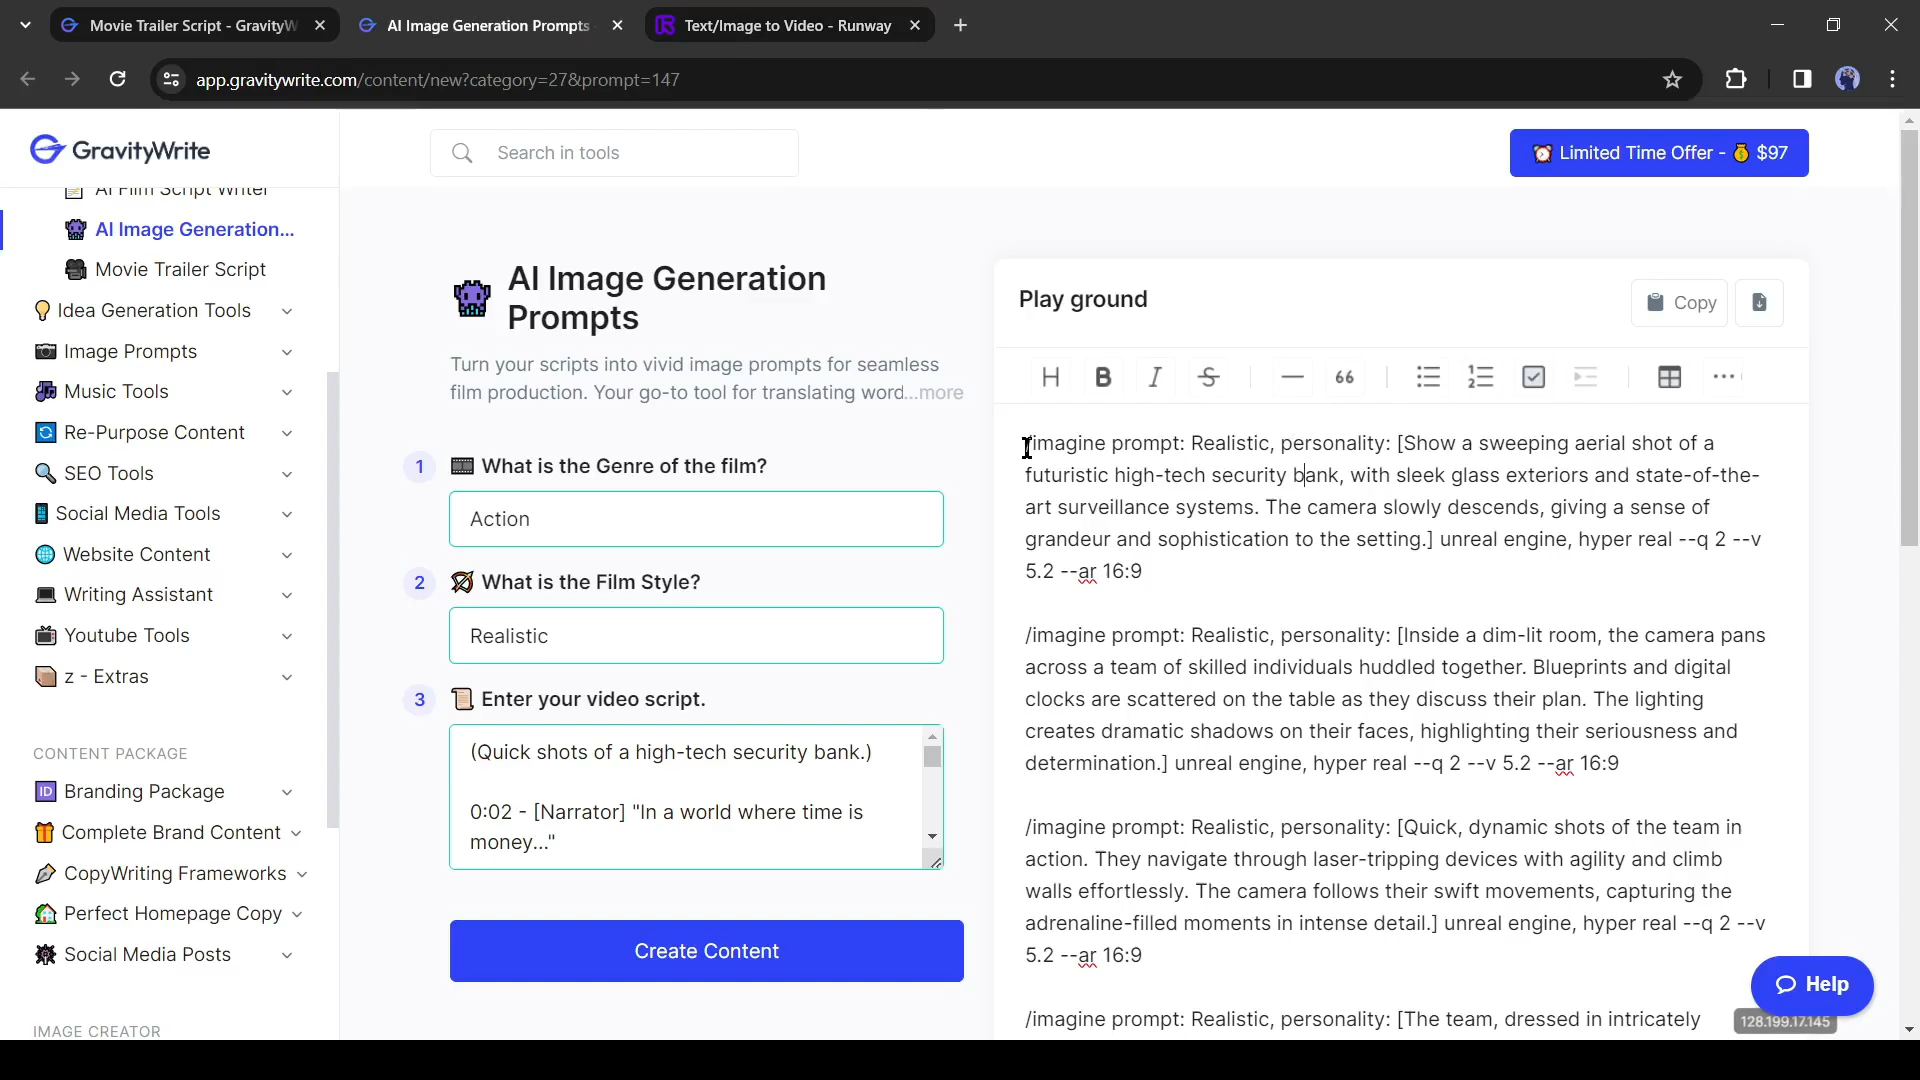 Movie Trailer Script - GravityW
AI Image Generation Prompts
Text/Image to Video - Runway
app.gravitywrite.com/content/new?category=27&prompt=147
GravityWrite
Search in tools
Limited Time Offer - $97
AI Film Script Writer
AI Image Generation...
Movie Trailer Script
Idea Generation Tools
Image Prompts
Music Tools
Re-Purpose Content
SEO Tools
Social Media Tools
Website Content
Writing Assistant
Youtube Tools
z - Extras
CONTENT PACKAGE
ID Branding Package
Complete Brand Content
CopyWriting Frameworks
Perfect Homepage Copy
Social Media Posts
IMAGE CREATOR
AI Image Generation
Prompts
Turn your scripts into vivid image prompts for seamless
film production. Your go-to tool for translating word...more
1 What is the Genre of the film?
Action
2 What is the Film Style?
Realistic
3 Enter your video script.
(Quick shots of a high-tech security bank.)
0:02 - [Narrator] "In a world where time is
money..."
Create Content
Play ground
Copy
H B I S
/imagine prompt: Realistic, personality: [Show a sweeping aerial shot of a
futuristic high-tech security bank, with sleek glass exteriors and state-of-the-
art surveillance systems. The camera slowly descends, giving a sense of
grandeur and sophistication to the setting.] unreal engine, hyper real --q 2 --v
5.2 --ar 16:9
/imagine prompt: Realistic, personality: [Inside a dim-lit room, the camera pans
across a team of skilled individuals huddled together. Blueprints and digital
clocks are scattered on the table as they discuss their plan. The lighting
creates dramatic shadows on their faces, highlighting their seriousness and
determination.] unreal engine, hyper real --q 2 --v 5.2 --ar 16:9
/imagine prompt: Realistic, personality: [Quick, dynamic shots of the team in
action. They navigate through laser-tripping devices with agility and climb
walls effortlessly. The camera follows their swift movements, capturing the
adrenaline-filled moments in intense detail.] unreal engine, hyper real --q 2 --v
5.2 --ar 16:9
/imagine prompt: Realistic, personality: [The team, dressed in intricately
Help
128.199.17.145